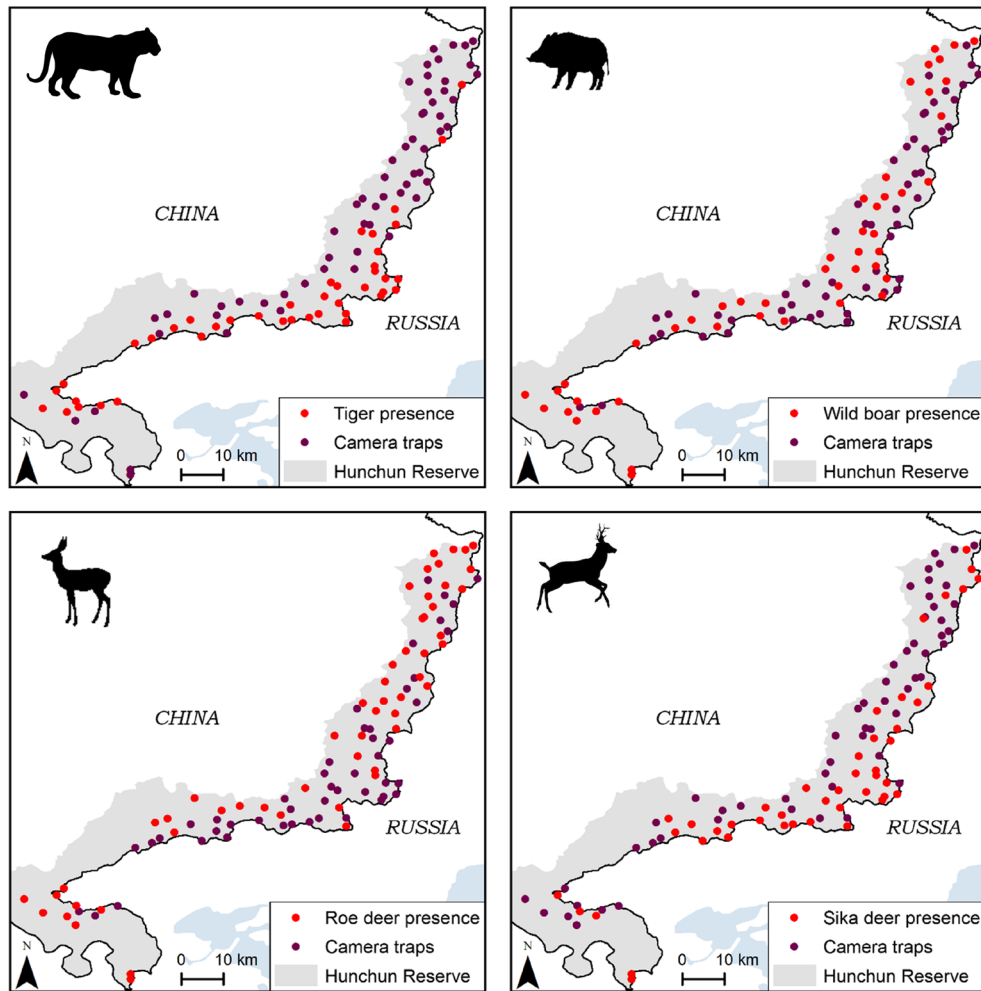 CHINA
RUSSIA
Tiger presence
Camera traps
Hunchun Reserve
N
0 10 km
CHINA
RUSSIA
Wild boar presence
Camera traps
Hunchun Reserve
N
0 10 km
CHINA
RUSSIA
Roe deer presence
Camera traps
Hunchun Reserve
N
0 10 km
CHINA
RUSSIA
Sika deer presence
Camera traps
Hunchun Reserve
N
0 10 km